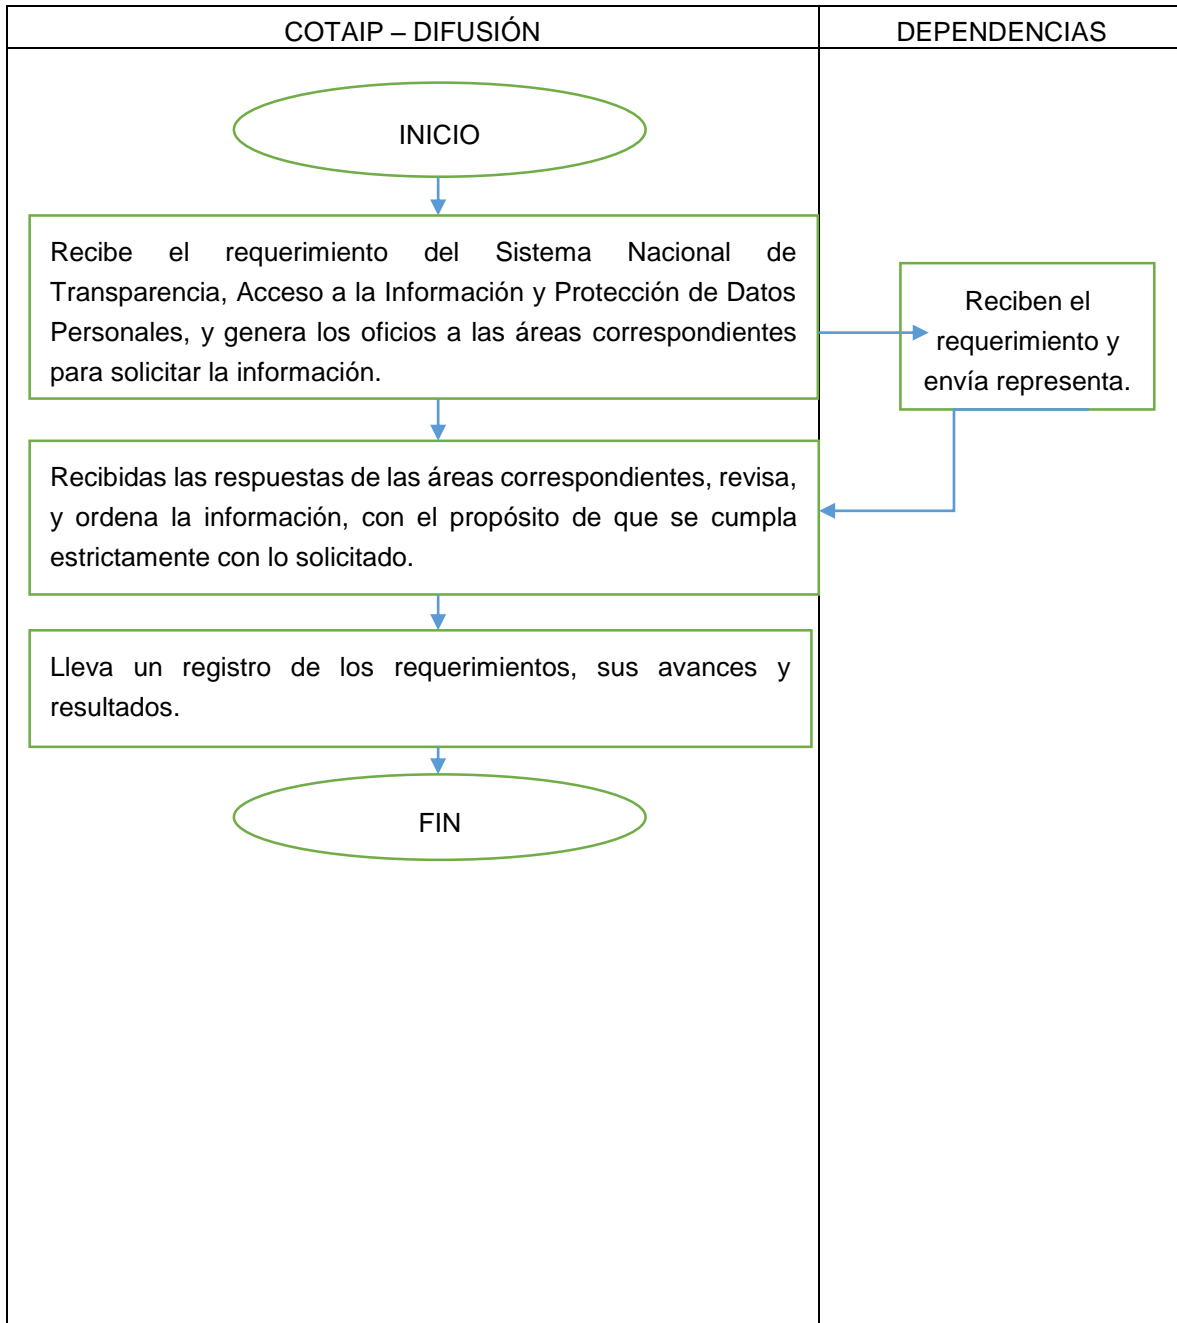 COTAIP – DIFUSIÓN
DEPENDENCIAS
INICIO
Recibe el requerimiento del Sistema Nacional de
Transparencia, Acceso a la Información y Protección de Datos
Personales, y genera los oficios a las áreas correspondientes
para solicitar la información.
Reciben el
requerimiento y
envía representa.
Recibidas las respuestas de las áreas correspondientes, revisa,
y ordena la información, con el propósito de que se cumpla
estrictamente con lo solicitado.
Lleva un registro de los requerimientos, sus avances y
resultados.
FIN